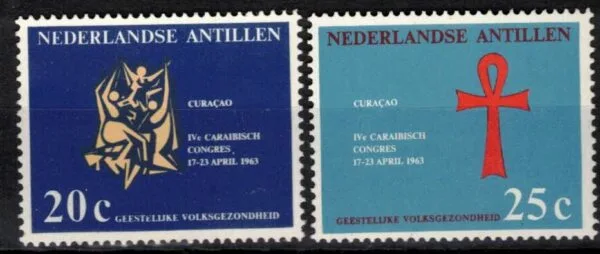 NEDERLANDSE ANTILLEN
CURAÇAO
IVe CARAIBISCH
CONGRES
17-23 APRIL 1963
20 c
GEESTELIJKE VOLKSGEZONDHEID
NEDERLANDSE ANTILLEN
CURAÇAO
IVe CARAIBISCH
CONGRES
17-23 APRIL 1963
GEESTELIJKE VOLKSGEZONDHEID
25 c